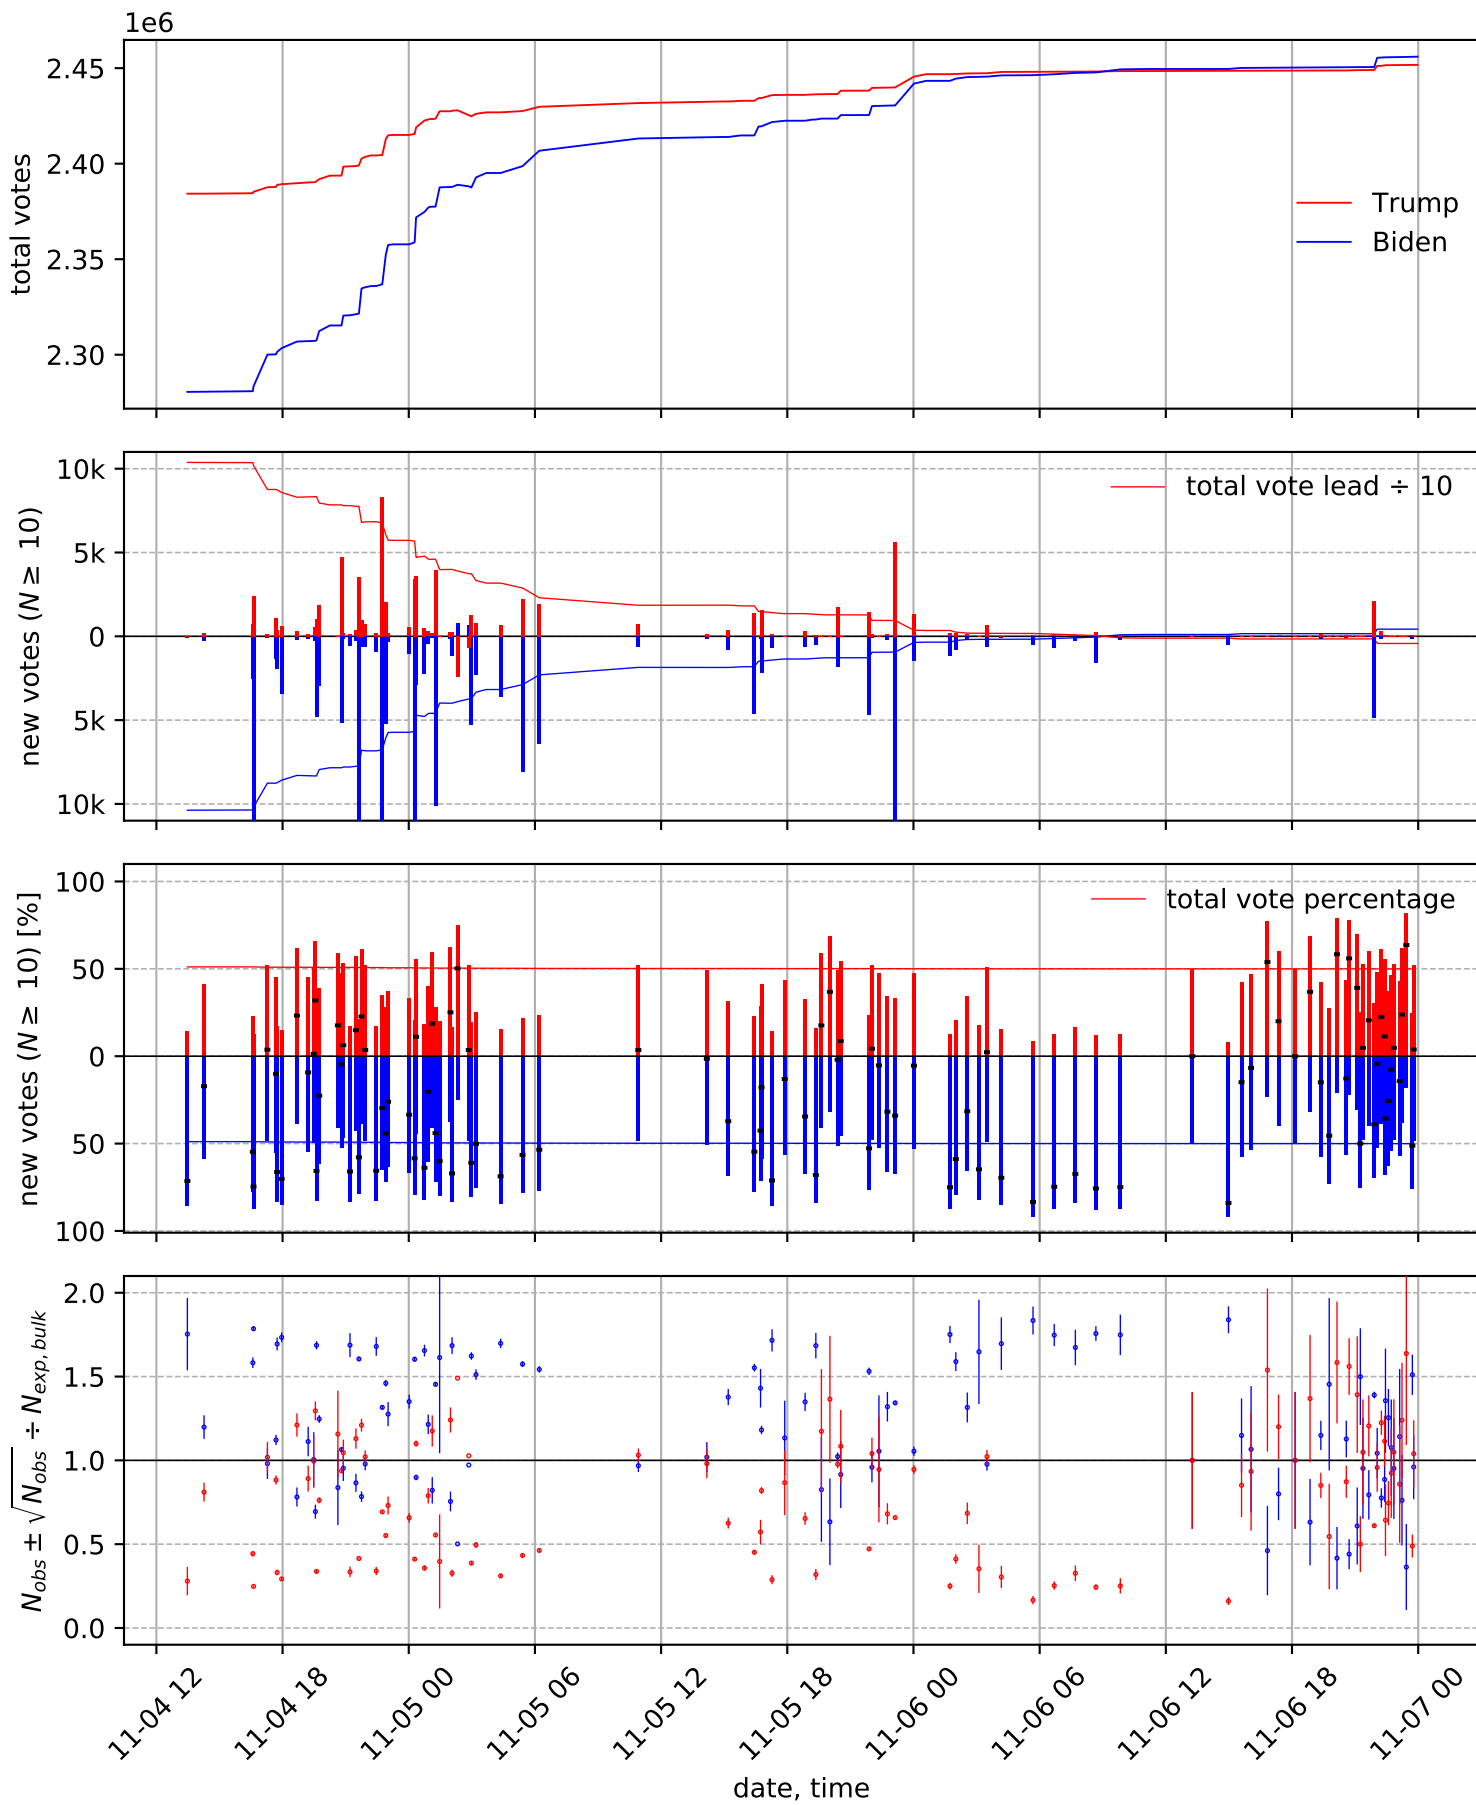 1e6
total votes
2.45
2.40
2.35
2.30
Trump
Biden
new votes (N ≥ 10)
10k
5k
0
5k
10k
total vote lead ÷ 10
new votes (N ≥ 10) [%]
100
50
0
50
100
total vote percentage
N_obs ± √N_obs ÷ N_exp,bulk
2.0
1.5
1.0
0.5
0.0
11-04 12
11-04 18
11-05 00
11-05 06
11-05 12
11-05 18
11-06 00
11-06 06
11-06 12
11-06 18
11-07 00
date, time